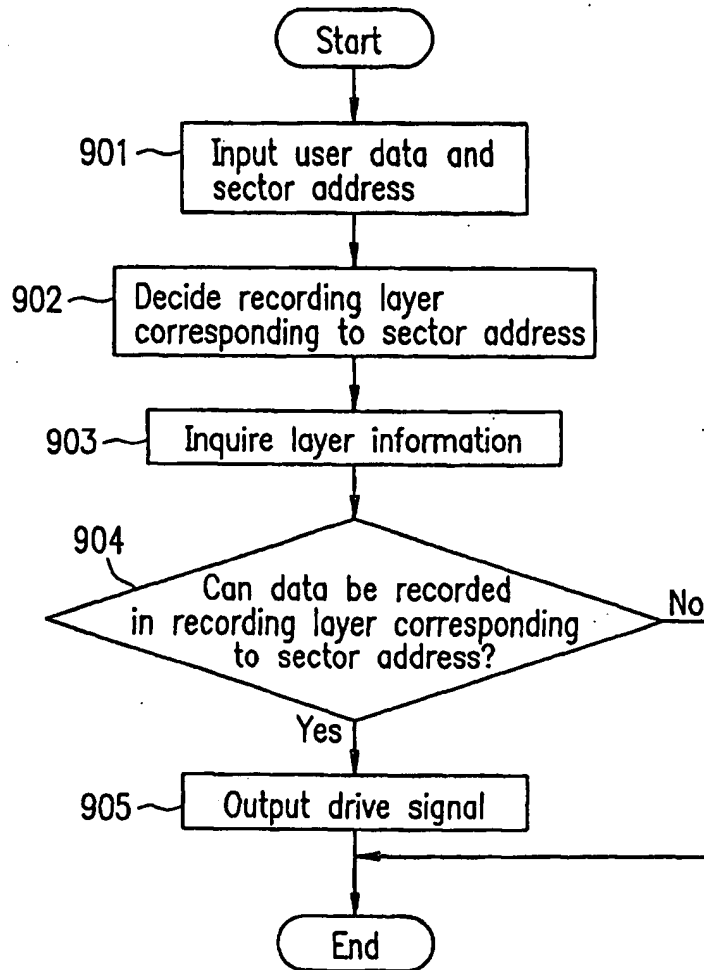 Start
901
Input user data and
sector address
902
Decide recording layer
corresponding to sector address
903
Inquire layer information
904
Can data be recorded
in recording layer corresponding
to sector address?
No
Yes
905
Output drive signal
End